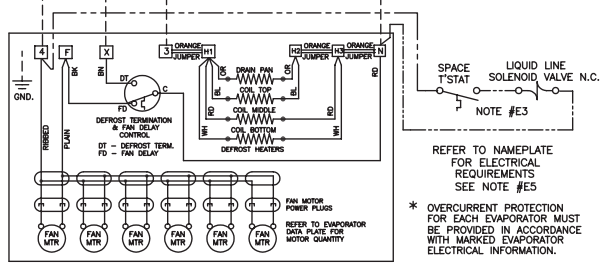 4
F
X
3
ORANGE
JUMPER
H1
H2
ORANGE
JUMPER
H3
N
BK
BN
OR
DRAIN PAN
OR
RD
DT
C
BL
COIL TOP
BL
FD
RD
COIL MIDDLE
RD
WH
COIL BOTTOM
WH
DEFROST HEATERS
GND.
RIBBED
PLAIN
DEFROST TERMINATION
& FAN DELAY
CONTROL
DT - DEFROST TERM.
FD - FAN DELAY
FAN MOTOR
POWER PLUGS
REFER TO EVAPORATOR
DATA PLATE FOR
MOTOR QUANTITY
FAN
MTR
FAN
MTR
FAN
MTR
FAN
MTR
FAN
MTR
FAN
MTR
SPACE
T'STAT
LIQUID LINE
SOLENOID VALVE N.C.
NOTE #E3
REFER TO NAMEPLATE
FOR ELECTRICAL
REQUIREMENTS
SEE NOTE #E5
* OVERCURRENT PROTECTION
FOR EACH EVAPORATOR MUST
BE PROVIDED IN ACCORDANCE
WITH MARKED EVAPORATOR
ELECTRICAL INFORMATION.